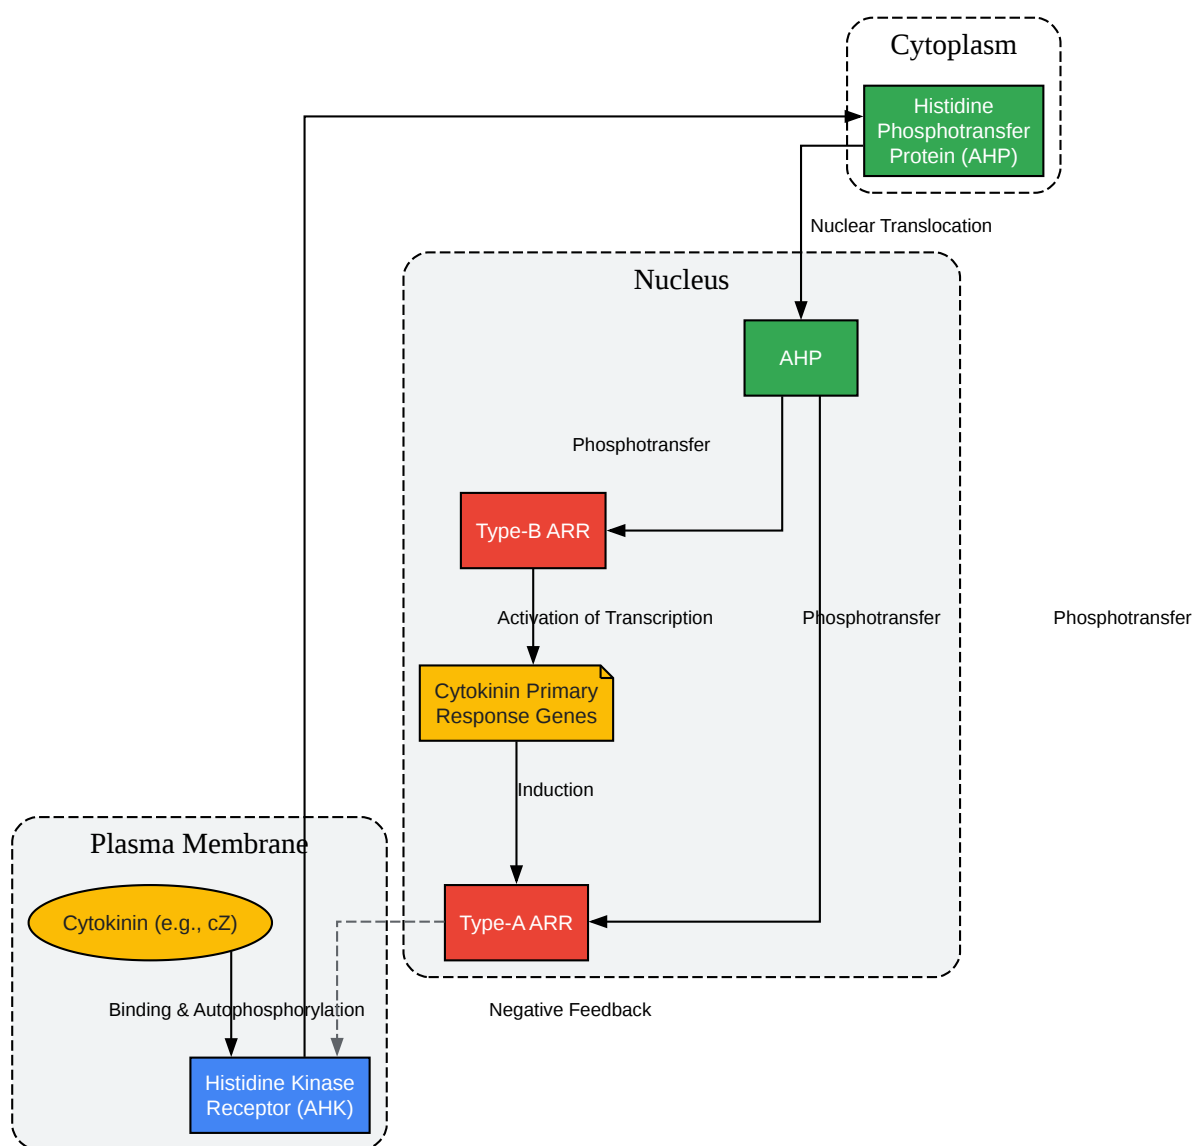 Cytoplasm
Histidine
Phosphotransfer
Protein (AHP)
Nuclear Translocation
Nucleus
AHP
Phosphotransfer
Type-B ARR
Activation of Transcription
Phosphotransfer
Phosphotransfer
Cytokinin Primary
Response Genes
Induction
Plasma Membrane
Cytokinin (e.g., cZ)
Type-A ARR
Binding & Autophosphorylation
Negative Feedback
Histidine Kinase
Receptor (AHK)